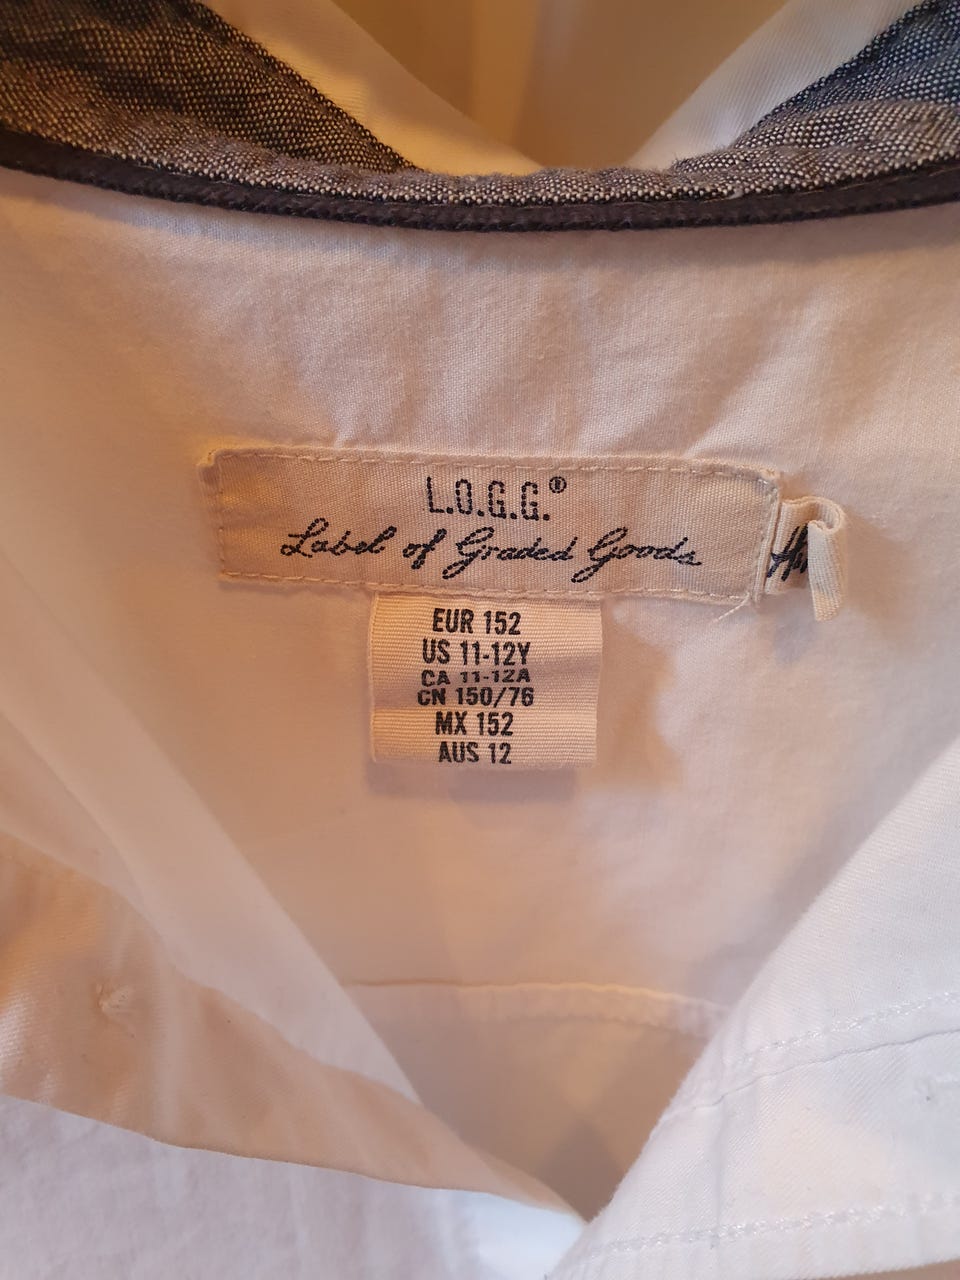 L.O.G.G.®
Label of Graded Goods
EUR 152
US 11-12Y
CA 11-12A
CN 150/76
MX 152
AUS 12